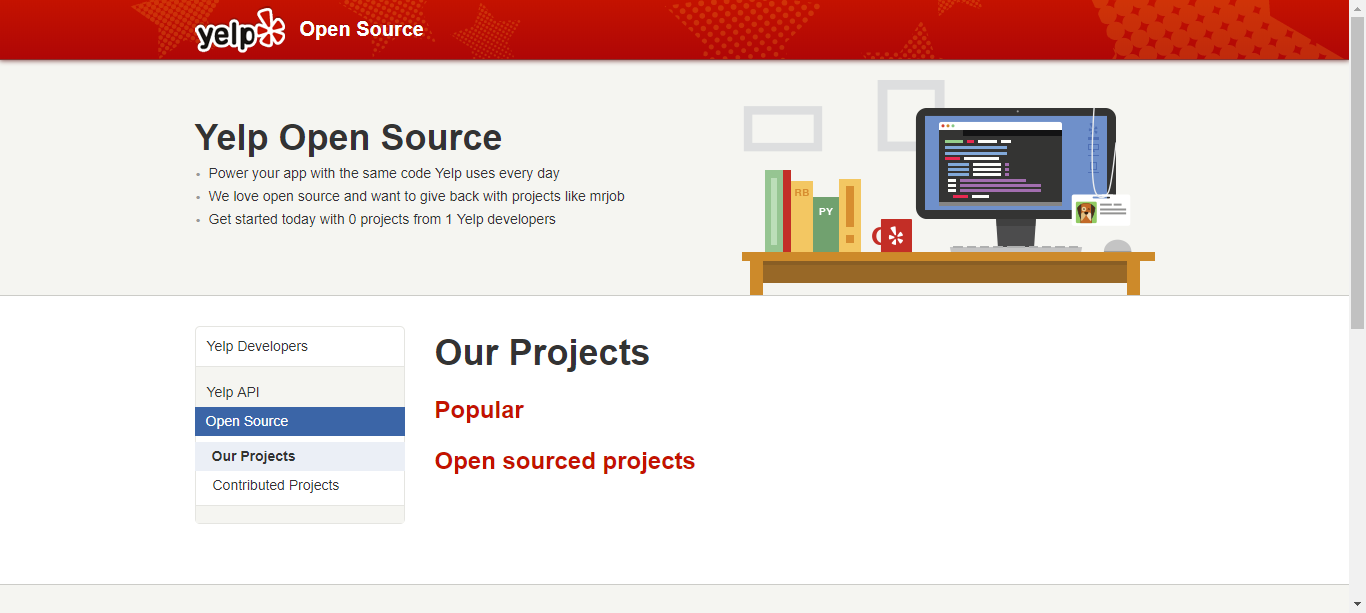 yelp Open Source
Yelp Open Source
Power your app with the same code Yelp uses every day
We love open source and want to give back with projects like mrjob
Get started today with 0 projects from 1 Yelp developers
RB
PY
Yelp Developers
Yelp API
Open Source
Our Projects
Contributed Projects
Our Projects
Popular
Open sourced projects